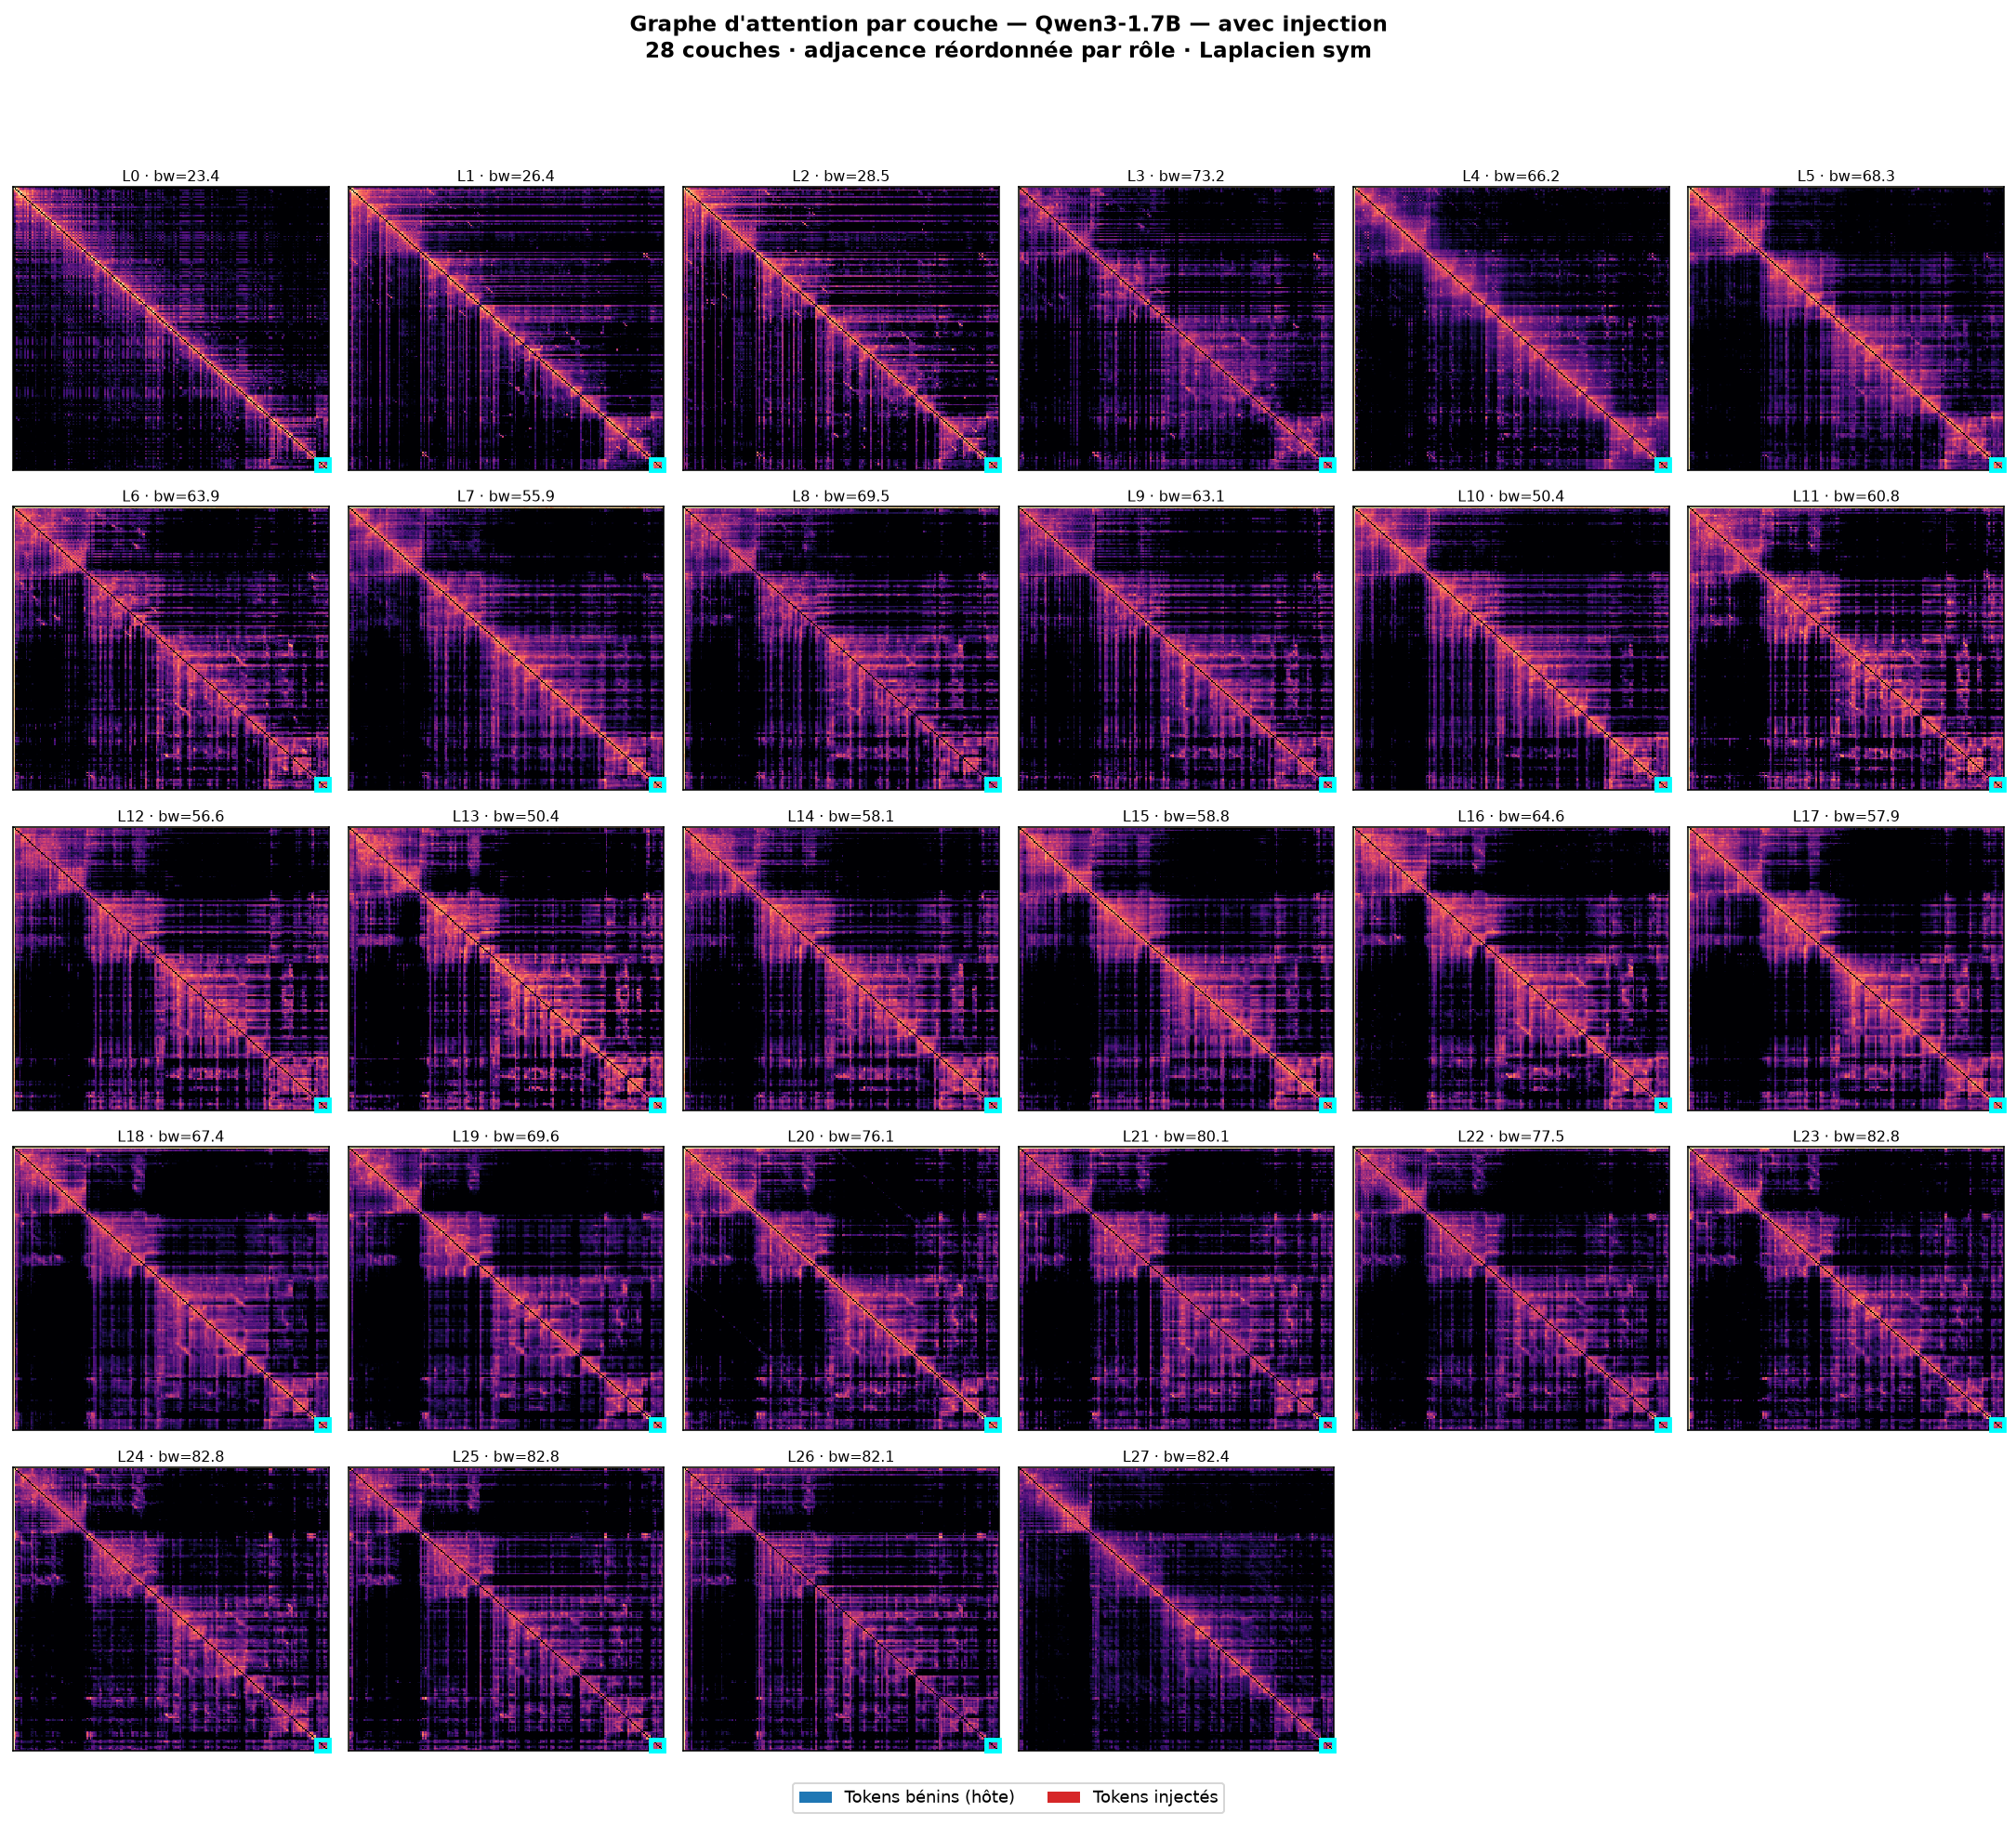 Graphe d'attention par couche — Qwen3-1.7B — avec injection
28 couches · adjacence réordonnée par rôle · Laplacien sym
L0 · bw=23.4
L1 · bw=26.4
L2 · bw=28.5
L3 · bw=73.2
L4 · bw=66.2
L5 · bw=68.3
L6 · bw=63.9
L7 · bw=55.9
L8 · bw=69.5
L9 · bw=63.1
L10 · bw=50.4
L11 · bw=60.8
L12 · bw=56.6
L13 · bw=50.4
L14 · bw=58.1
L15 · bw=58.8
L16 · bw=64.6
L17 · bw=57.9
L18 · bw=67.4
L19 · bw=69.6
L20 · bw=76.1
L21 · bw=80.1
L22 · bw=77.5
L23 · bw=82.8
L24 · bw=82.8
L25 · bw=82.8
L26 · bw=82.1
L27 · bw=82.4
Tokens bénins (hôte)
Tokens injectés